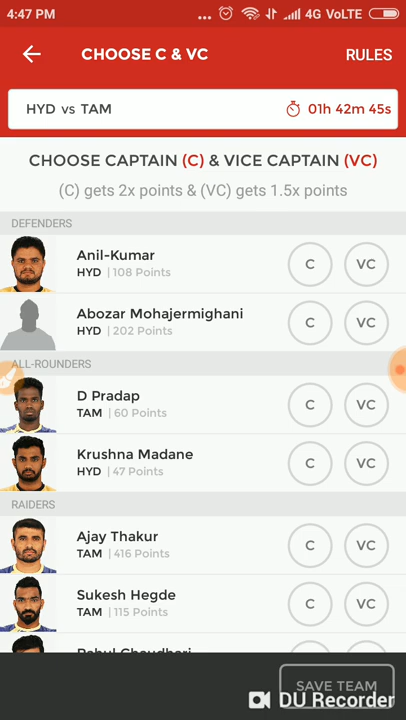 4:47 PM ... 4G VoLTE
CHOOSE C & VC RULES
HYD vs TAM 01h 42m 45s
CHOOSE CAPTAIN (C) & VICE CAPTAIN (VC)
(C) gets 2x points & (VC) gets 1.5x points
DEFENDERS
Anil-Kumar
HYD | 108 Points C VC
Abozar Mohajermighani
HYD | 202 Points C VC
ALL-ROUNDERS
D Pradap
TAM | 60 Points C VC
Krushna Madane
HYD | 47 Points C VC
RAIDERS
Ajay Thakur
TAM | 416 Points C VC
Sukesh Hegde
TAM | 115 Points C VC
Rahul Chaudhari
SAVE TEAM
DU Recorder